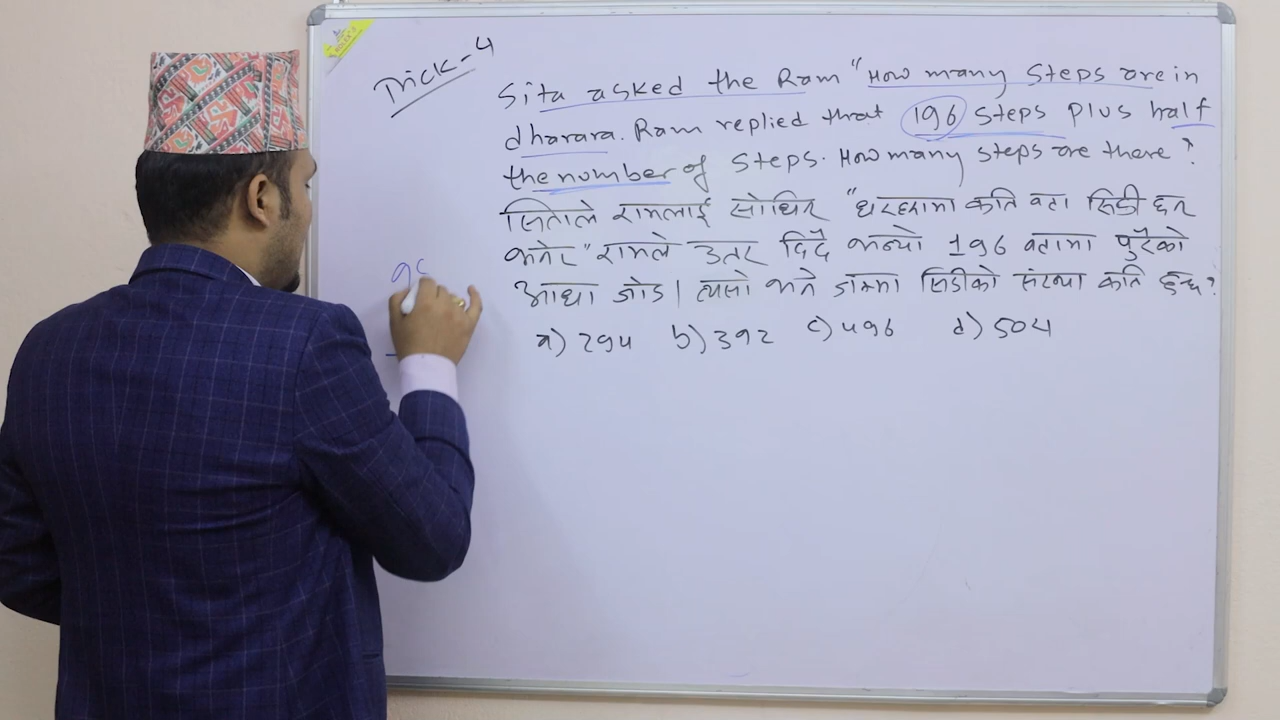 Trick-4
Sita asked the Ram "How many Steps are in
dharara. Ram replied that 196 Steps plus half
the number of Steps. How many steps are there?
सिताले रामलाई सोधिन् "धरहरामा कति वटा सिडी छन्
भनेर" रामले उत्तर दिँदै भन्यो 196 वटामा पुरैको
आधा जोड। त्यसो भने जम्मा सिडीको संख्या कति हुन्छ?
a) 294 b) 392 c) 496 d) 504